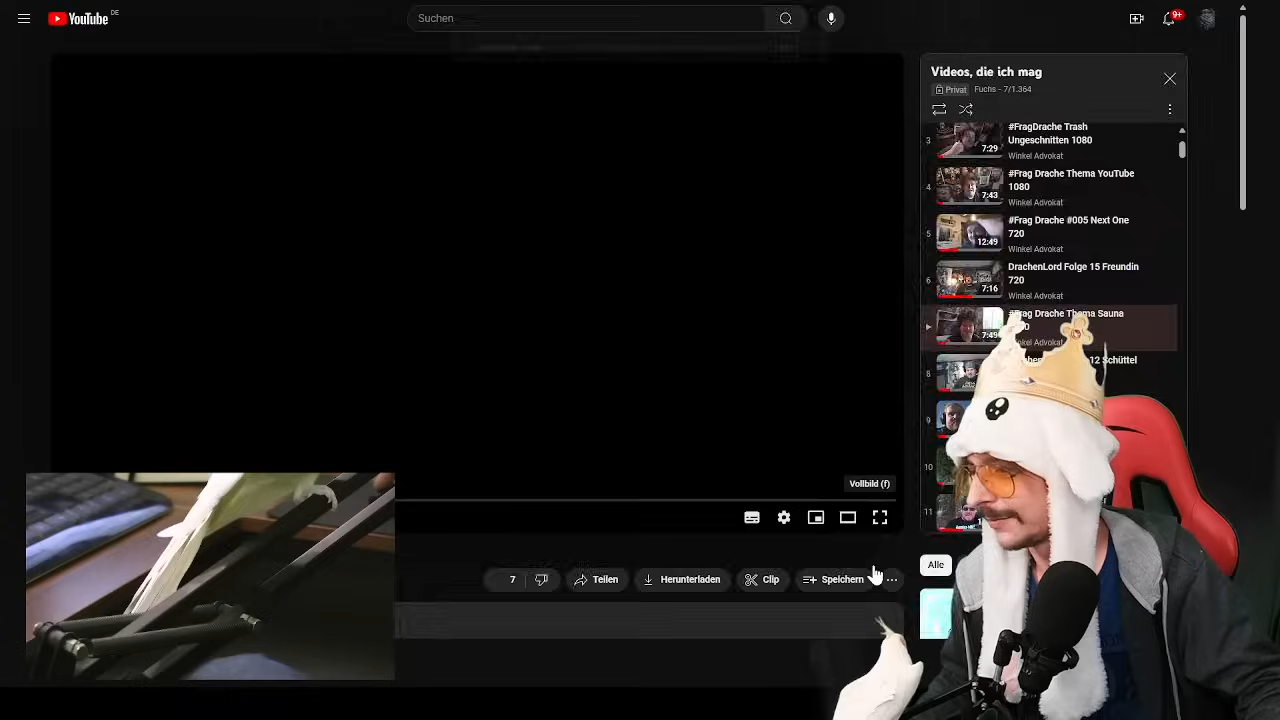 YouTube DE
Suchen
9+
Videos, die ich mag
Privat
Fuchs - 7/1.364
3
#FragDrache Trash
Ungeschnitten 1080
Winkel Advokat
7:29
4
#Frag Drache Thema YouTube
1080
Winkel Advokat
7:43
5
#Frag Drache #005 Next One
720
Winkel Advokat
12:49
6
DrachenLord Folge 15 Freundin
720
Winkel Advokat
7:16
#Frag Drache Thema Sauna
Advokat
7:49
8
12 Schüttel
9
10
11
Vollbild (f)
7
Teilen
Herunterladen
Clip
Speichern
Alle